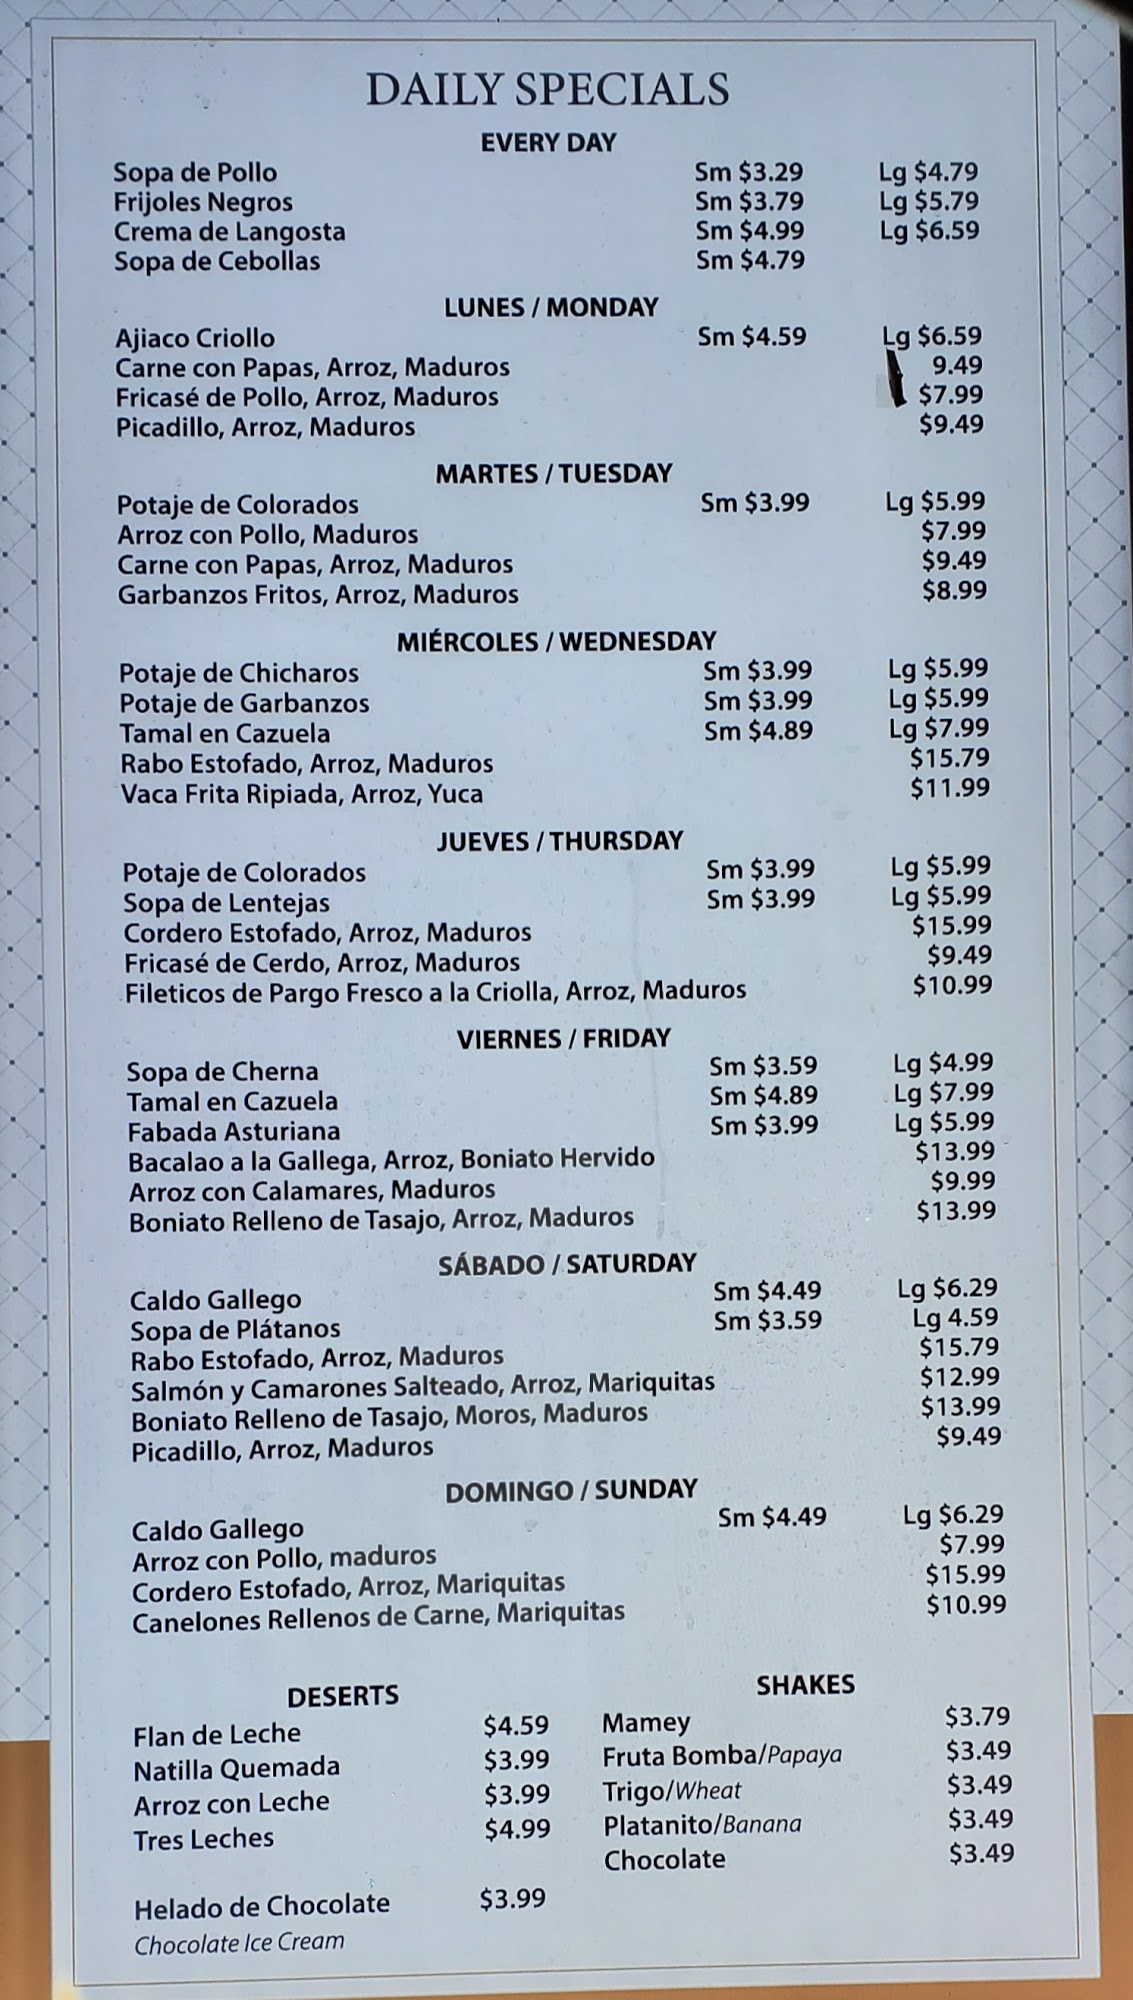 DAILY SPECIALS
EVERY DAY
Sopa de Pollo Sm $3.29 Lg $4.79
Frijoles Negros Sm $3.79 Lg $5.79
Crema de Langosta Sm $4.99 Lg $6.59
Sopa de Cebollas Sm $4.79
LUNES / MONDAY
Ajiaco Criollo Sm $4.59 Lg $6.59
Carne con Papas, Arroz, Maduros 9.49
Fricasé de Pollo, Arroz, Maduros $7.99
Picadillo, Arroz, Maduros $9.49
MARTES / TUESDAY
Potaje de Colorados Sm $3.99 Lg $5.99
Arroz con Pollo, Maduros $7.99
Carne con Papas, Arroz, Maduros $9.49
Garbanzos Fritos, Arroz, Maduros $8.99
MIÉRCOLES / WEDNESDAY
Potaje de Chicharos Sm $3.99 Lg $5.99
Potaje de Garbanzos Sm $3.99 Lg $5.99
Tamal en Cazuela Sm $4.89 Lg $7.99
Rabo Estofado, Arroz, Maduros $15.79
Vaca Frita Ripiada, Arroz, Yuca $11.99
JUEVES / THURSDAY
Potaje de Colorados Sm $3.99 Lg $5.99
Sopa de Lentejas Sm $3.99 Lg $5.99
Cordero Estofado, Arroz, Maduros $15.99
Fricasé de Cerdo, Arroz, Maduros $9.49
Fileticos de Pargo Fresco a la Criolla, Arroz, Maduros $10.99
VIERNES / FRIDAY
Sopa de Cherna Sm $3.59 Lg $4.99
Tamal en Cazuela Sm $4.89 Lg $7.99
Fabada Asturiana Sm $3.99 Lg $5.99
Bacalao a la Gallega, Arroz, Boniato Hervido $13.99
Arroz con Calamares, Maduros $9.99
Boniato Relleno de Tasajo, Arroz, Maduros $13.99
SÁBADO / SATURDAY
Caldo Gallego Sm $4.49 Lg $6.29
Sopa de Plátanos Sm $3.59 Lg 4.59
Rabo Estofado, Arroz, Maduros $15.79
Salmón y Camarones Salteado, Arroz, Mariquitas $12.99
Boniato Relleno de Tasajo, Moros, Maduros $13.99
Picadillo, Arroz, Maduros $9.49
DOMINGO / SUNDAY
Caldo Gallego Sm $4.49 Lg $6.29
Arroz con Pollo, maduros $7.99
Cordero Estofado, Arroz, Mariquitas $15.99
Canelones Rellenos de Carne, Mariquitas $10.99
DESERTS
Flan de Leche $4.59
Natilla Quemada $3.99
Arroz con Leche $3.99
Tres Leches $4.99
Helado de Chocolate $3.99
Chocolate Ice Cream
SHAKES
Mamey $3.79
Fruta Bomba/Papaya $3.49
Trigo/Wheat $3.49
Platanito/Banana $3.49
Chocolate $3.49